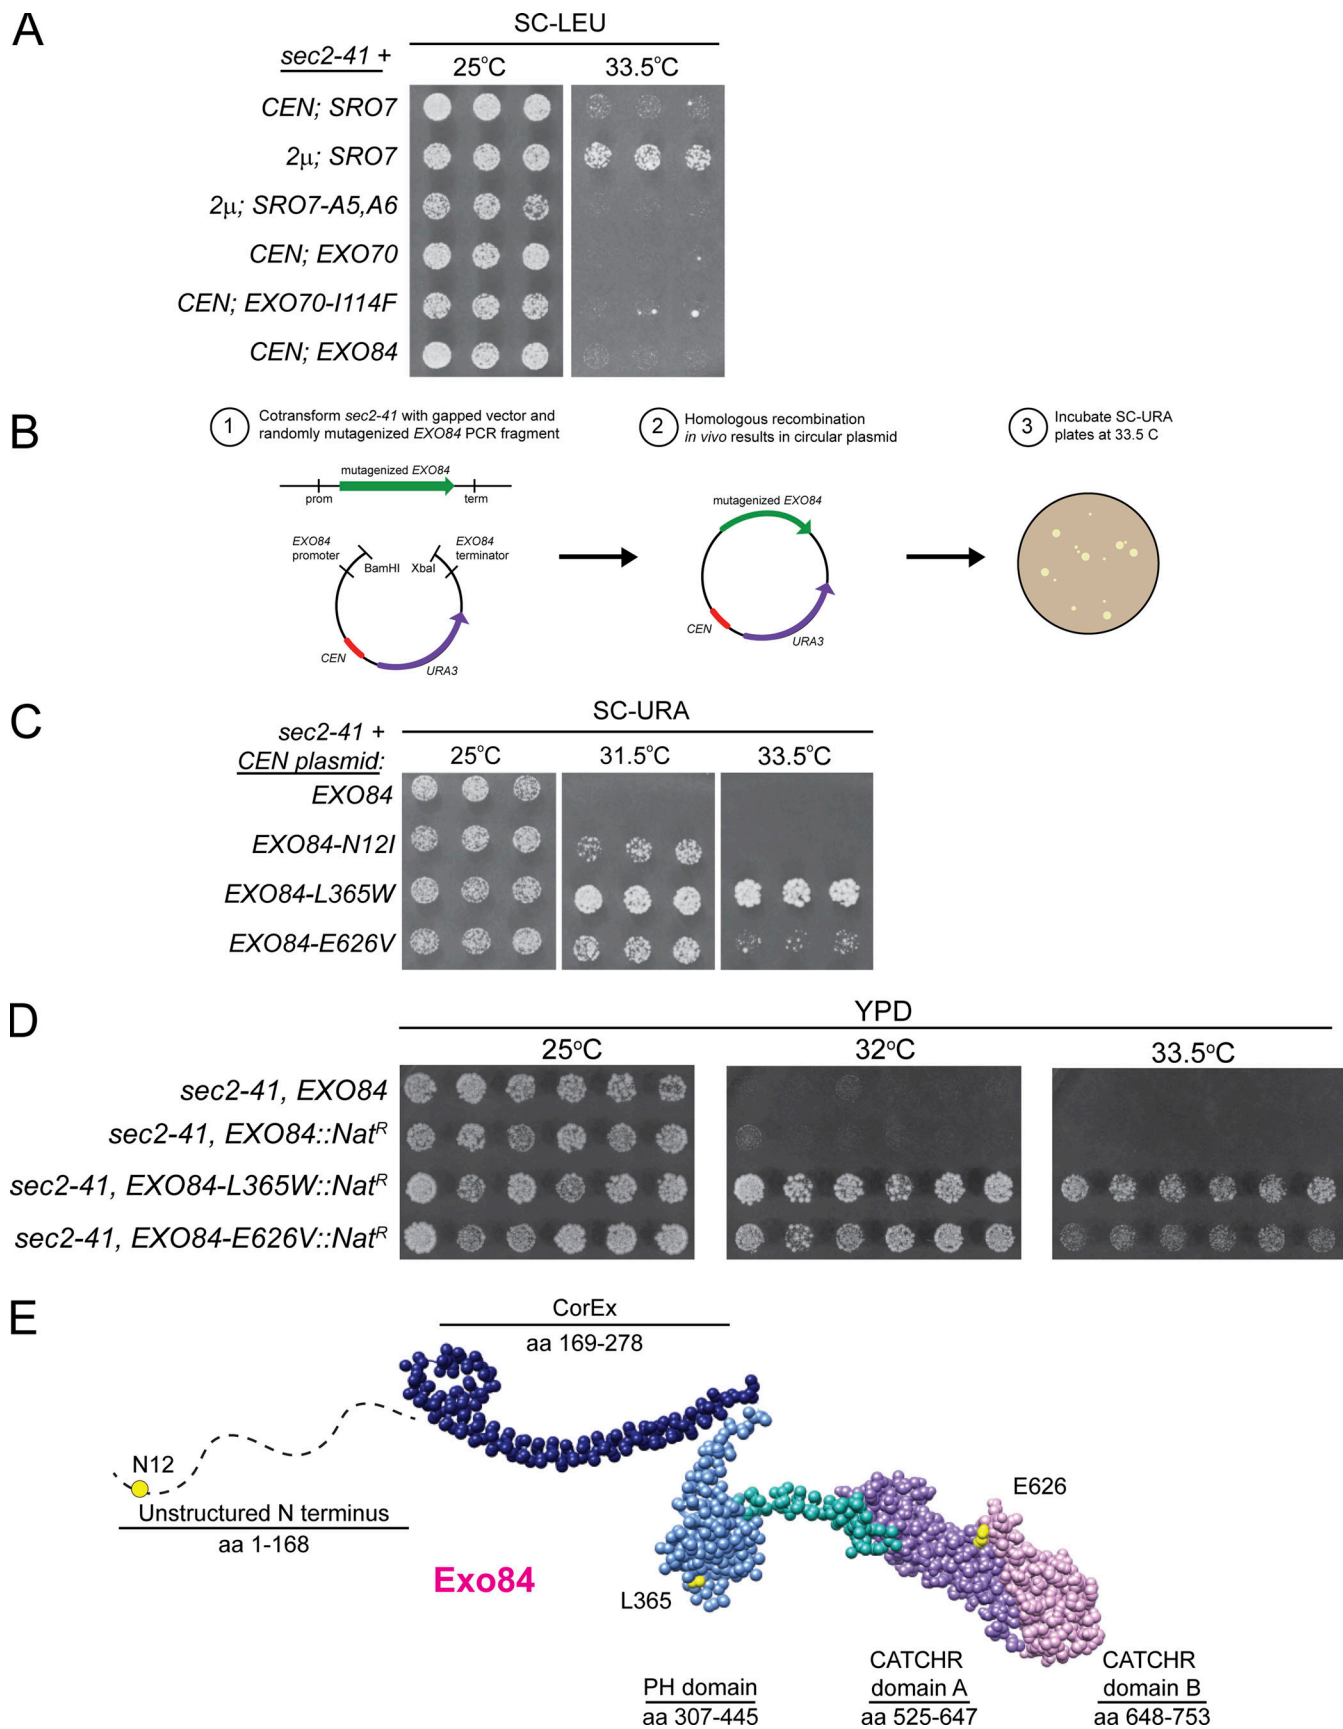 A
SC-LEU
sec2-41 +
25°C
33.5°C
CEN; SRO7
2μ; SRO7
2μ; SRO7-A5,A6
CEN; EXO70
CEN; EXO70-I114F
CEN; EXO84
B
1
Cotransform sec2-41 with gapped vector and
randomly mutagenized EXO84 PCR fragment
2
Homologous recombination
in vivo results in circular plasmid
3
Incubate SC-URA
plates at 33.5 C
mutagenized EXO84
prom
term
EXO84
promoter
BamHI
XbaI
EXO84
terminator
CEN
URA3
mutagenized EXO84
CEN
URA3
C
SC-URA
sec2-41 +
CEN plasmid:
25°C
31.5°C
33.5°C
EXO84
EXO84-N12I
EXO84-L365W
EXO84-E626V
D
YPD
25°C
32°C
33.5°C
sec2-41, EXO84
sec2-41, EXO84::Natᴿ
sec2-41, EXO84-L365W::Natᴿ
sec2-41, EXO84-E626V::Natᴿ
E
CorEx
aa 169-278
N12
Unstructured N terminus
aa 1-168
Exo84
L365
E626
PH domain
aa 307-445
CATCHR
domain A
aa 525-647
CATCHR
domain B
aa 648-753